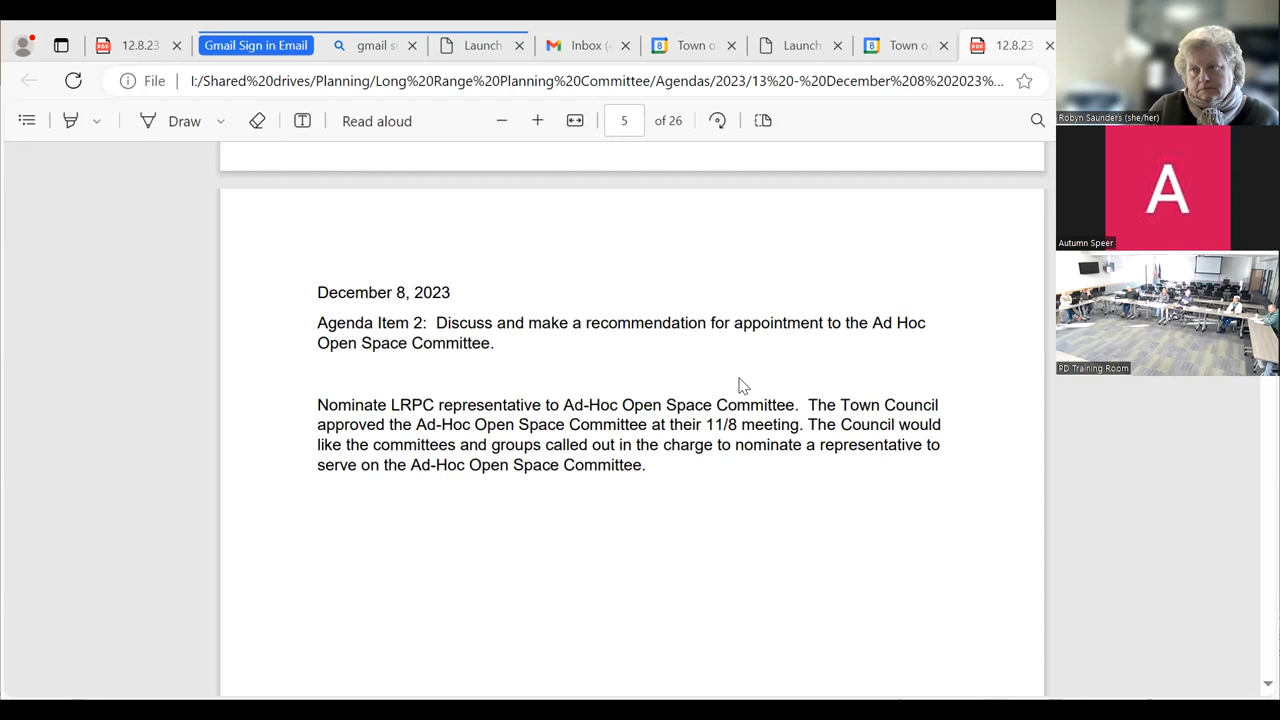 12.8.23
Gmail Sign in Email
gmail s
Launch
Inbox (
8
Town o
Launch
8
Town o
12.8.23
File
I:/Shared%20drives/Planning/Long%20Range%20Planning%20Committee/Agendas/2023/13%20-%20December%208%202023%...
Draw
Read aloud
5
of 26
December 8, 2023
Agenda Item 2: Discuss and make a recommendation for appointment to the Ad Hoc
Open Space Committee.
Nominate LRPC representative to Ad-Hoc Open Space Committee. The Town Council
approved the Ad-Hoc Open Space Committee at their 11/8 meeting. The Council would
like the committees and groups called out in the charge to nominate a representative to
serve on the Ad-Hoc Open Space Committee.
Robyn Saunders (she/her)
A
Autumn Speer
PD Training Room